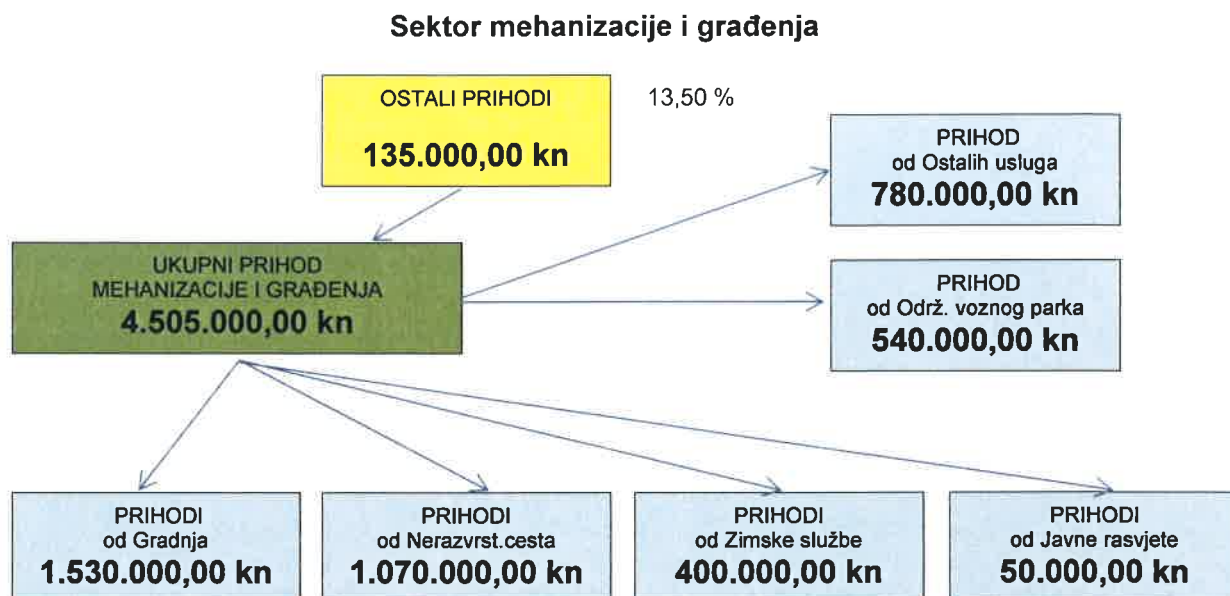 Sektor mehanizacije i građenja
OSTALI PRIHODI
135.000,00 kn
13,50 %
PRIHOD
od Ostalih usluga
780.000,00 kn
UKUPNI PRIHOD
MEHANIZACIJE I GRAĐENJA
4.505.000,00 kn
PRIHOD
od Održ. voznog parka
540.000,00 kn
PRIHODI
od Gradnja
1.530.000,00 kn
PRIHODI
od Nerazvrst.cesta
1.070.000,00 kn
PRIHODI
od Zimske službe
400.000,00 kn
PRIHODI
od Javne rasvjete
50.000,00 kn